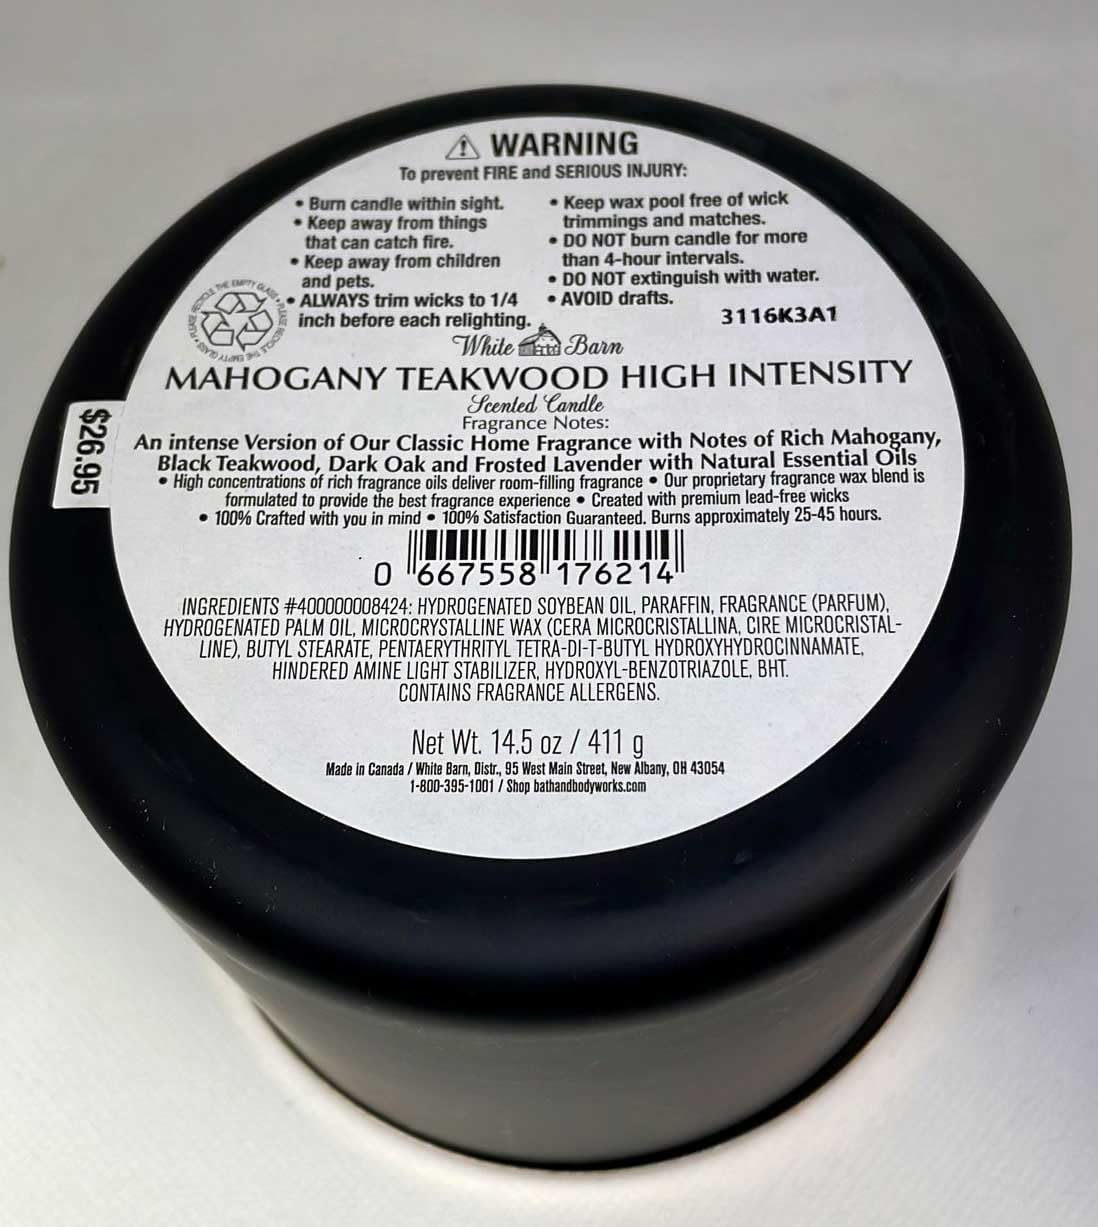 ⚠ WARNING
To prevent FIRE and SERIOUS INJURY:
• Burn candle within sight.
• Keep away from things
that can catch fire.
• Keep away from children
and pets.
• ALWAYS trim wicks to 1/4
inch before each relighting.
• Keep wax pool free of wick
trimmings and matches.
• DO NOT burn candle for more
than 4-hour intervals.
• DO NOT extinguish with water.
• AVOID drafts.
3116K3A1
PLEASE RECYCLE THE EMPTY GLASS • PLEASE RECYCLE THE EMPTY GLASS •
White Barn
MAHOGANY TEAKWOOD HIGH INTENSITY
Scented Candle
Fragrance Notes:
An intense Version of Our Classic Home Fragrance with Notes of Rich Mahogany,
Black Teakwood, Dark Oak and Frosted Lavender with Natural Essential Oils
• High concentrations of rich fragrance oils deliver room-filling fragrance • Our proprietary fragrance wax blend is
formulated to provide the best fragrance experience • Created with premium lead-free wicks
• 100% Crafted with you in mind • 100% Satisfaction Guaranteed. Burns approximately 25-45 hours.
$26.95
0 667558 176214
INGREDIENTS #400000008424: HYDROGENATED SOYBEAN OIL, PARAFFIN, FRAGRANCE (PARFUM),
HYDROGENATED PALM OIL, MICROCRYSTALLINE WAX (CERA MICROCRISTALLINA, CIRE MICROCRISTAL-
LINE), BUTYL STEARATE, PENTAERYTHRITYL TETRA-DI-T-BUTYL HYDROXYHYDROCINNAMATE,
HINDERED AMINE LIGHT STABILIZER, HYDROXYL-BENZOTRIAZOLE, BHT.
CONTAINS FRAGRANCE ALLERGENS.
Net Wt. 14.5 oz / 411 g
Made in Canada / White Barn, Distr., 95 West Main Street, New Albany, OH 43054
1-800-395-1001 / Shop bathandbodyworks.com